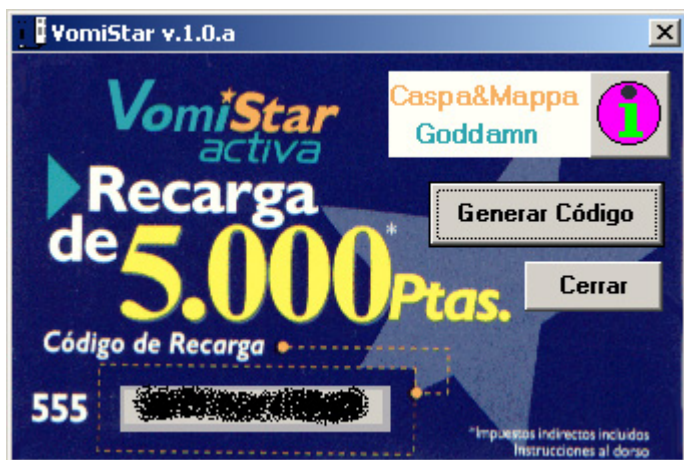 VomiStar v.1.0.a
VomiStar
activa
Caspa&Mappa
Goddamn
Recarga
de 5.000* Ptas.
Generar Código
Cerrar
Código de Recarga
555
*Impuestos indirectos incluidos
Instrucciones al dorso